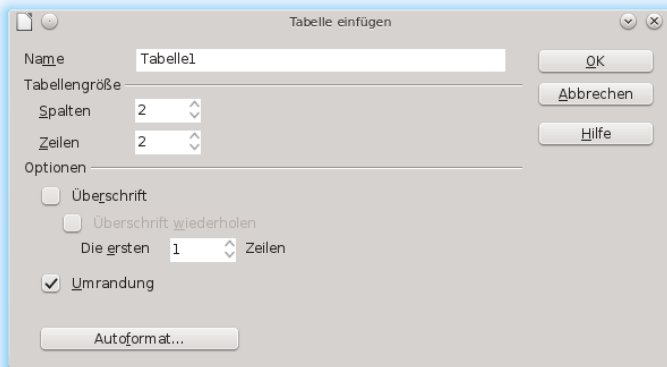 Tabelle einfügen
Name Tabelle1
OK
Tabellengröße
Abbrechen
Spalten 2
Hilfe
Zeilen 2
Optionen
Überschrift
Überschrift wiederholen
Die ersten 1 Zeilen
Umrandung
Autoformat...